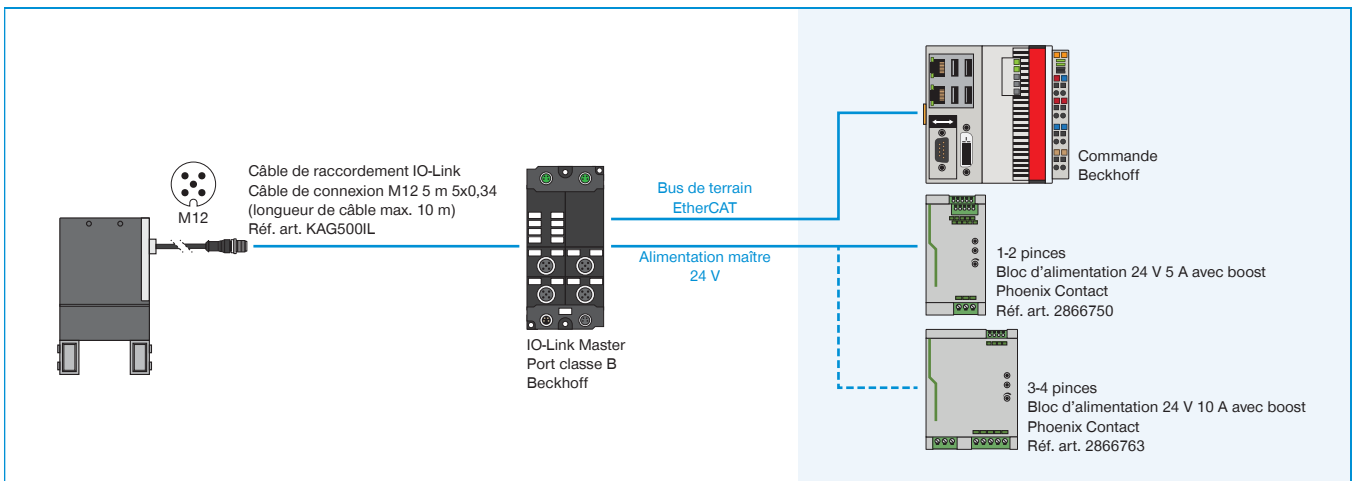 M12
Câble de raccordement IO-Link
Câble de connexion M12 5 m 5x0,34
(longueur de câble max. 10 m)
Réf. art. KAG500IL
IO-Link Master
Port classe B
Beckhoff
Bus de terrain
EtherCAT
Alimentation maître
24 V
Commande
Beckhoff
1-2 pinces
Bloc d'alimentation 24 V 5 A avec boost
Phoenix Contact
Réf. art. 2866750
3-4 pinces
Bloc d'alimentation 24 V 10 A avec boost
Phoenix Contact
Réf. art. 2866763